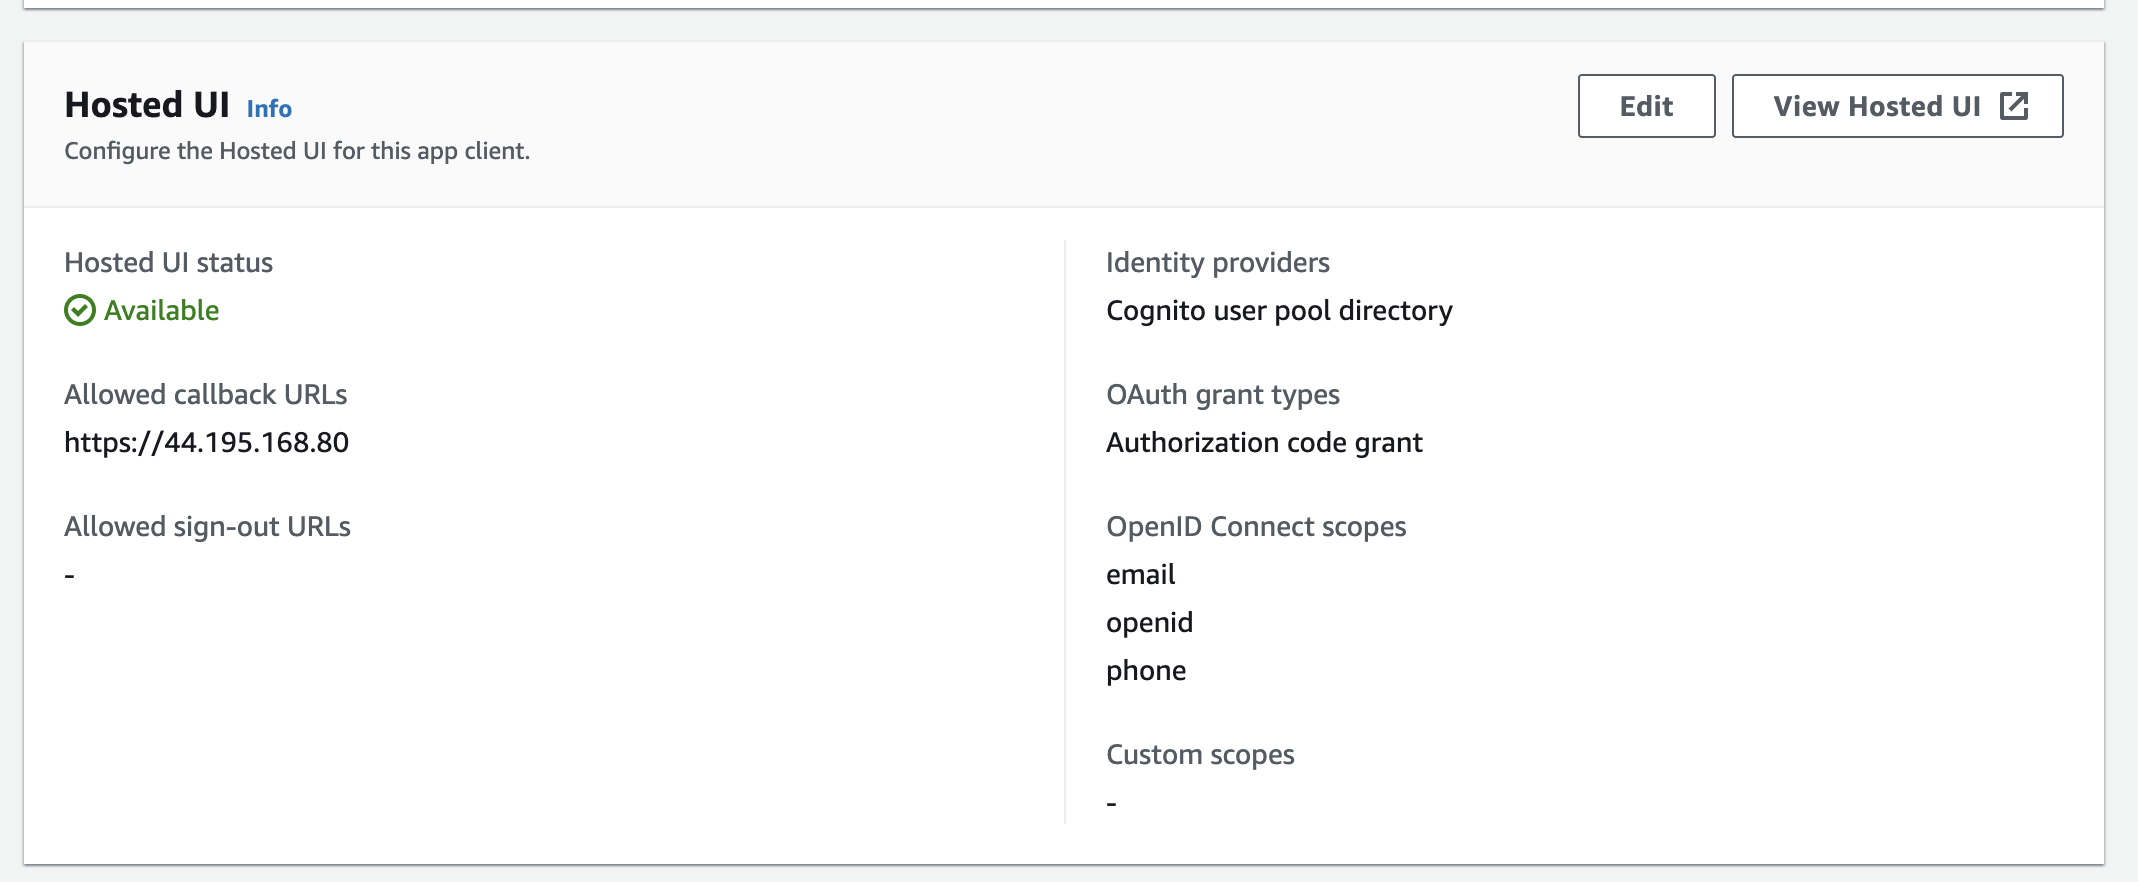 Hosted UI Info
Configure the Hosted UI for this app client.
Edit
View Hosted UI
Hosted UI status
Available
Allowed callback URLs
https://44.195.168.80
Allowed sign-out URLs
-
Identity providers
Cognito user pool directory
OAuth grant types
Authorization code grant
OpenID Connect scopes
email
openid
phone
Custom scopes
-